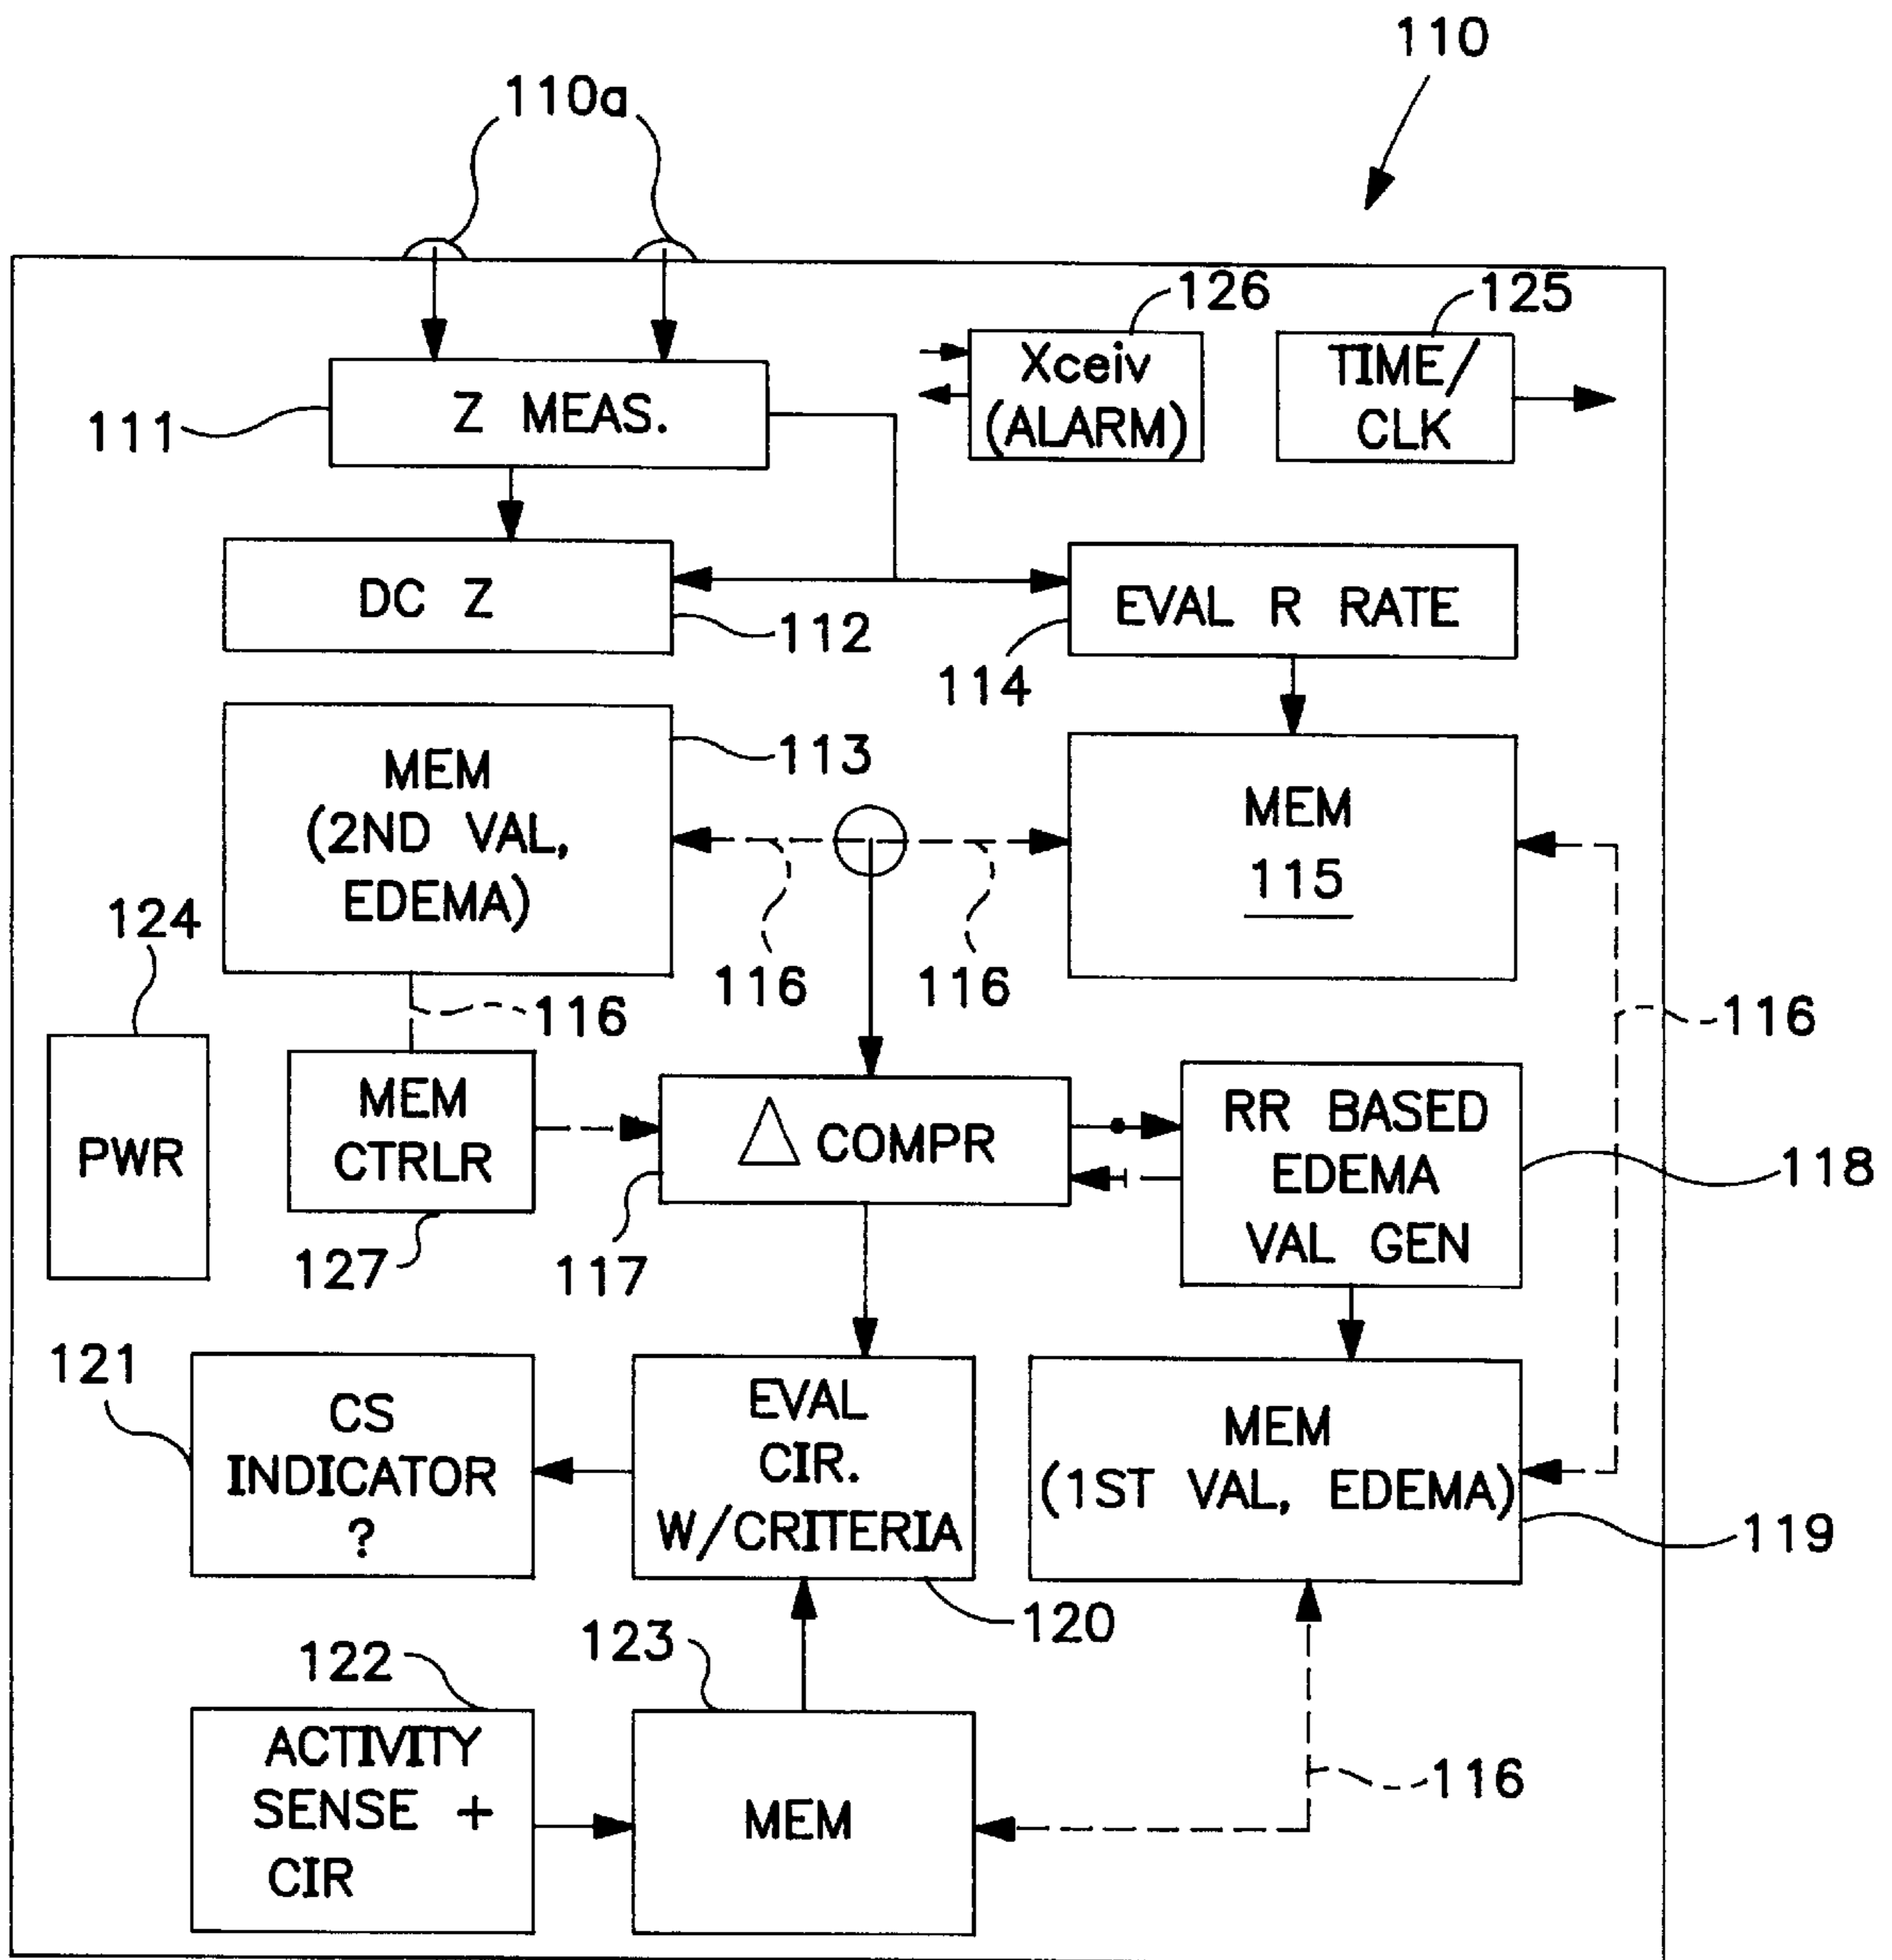 110
110a
126
125
Z MEAS.
111
Xceiv
(ALARM)
TIME/
CLK
DC Z
112
EVAL R RATE
114
MEM
(2ND VAL,
EDEMA)
113
MEM
115
116
116
124
116
116
PWR
MEM
CTRLR
127
△ COMPR
117
RR BASED
EDEMA
VAL GEN
118
121
CS
INDICATOR
?
EVAL
CIR.
W/CRITERIA
120
MEM
(1ST VAL, EDEMA)
119
122
123
ACTIVITY
SENSE +
CIR
MEM
116